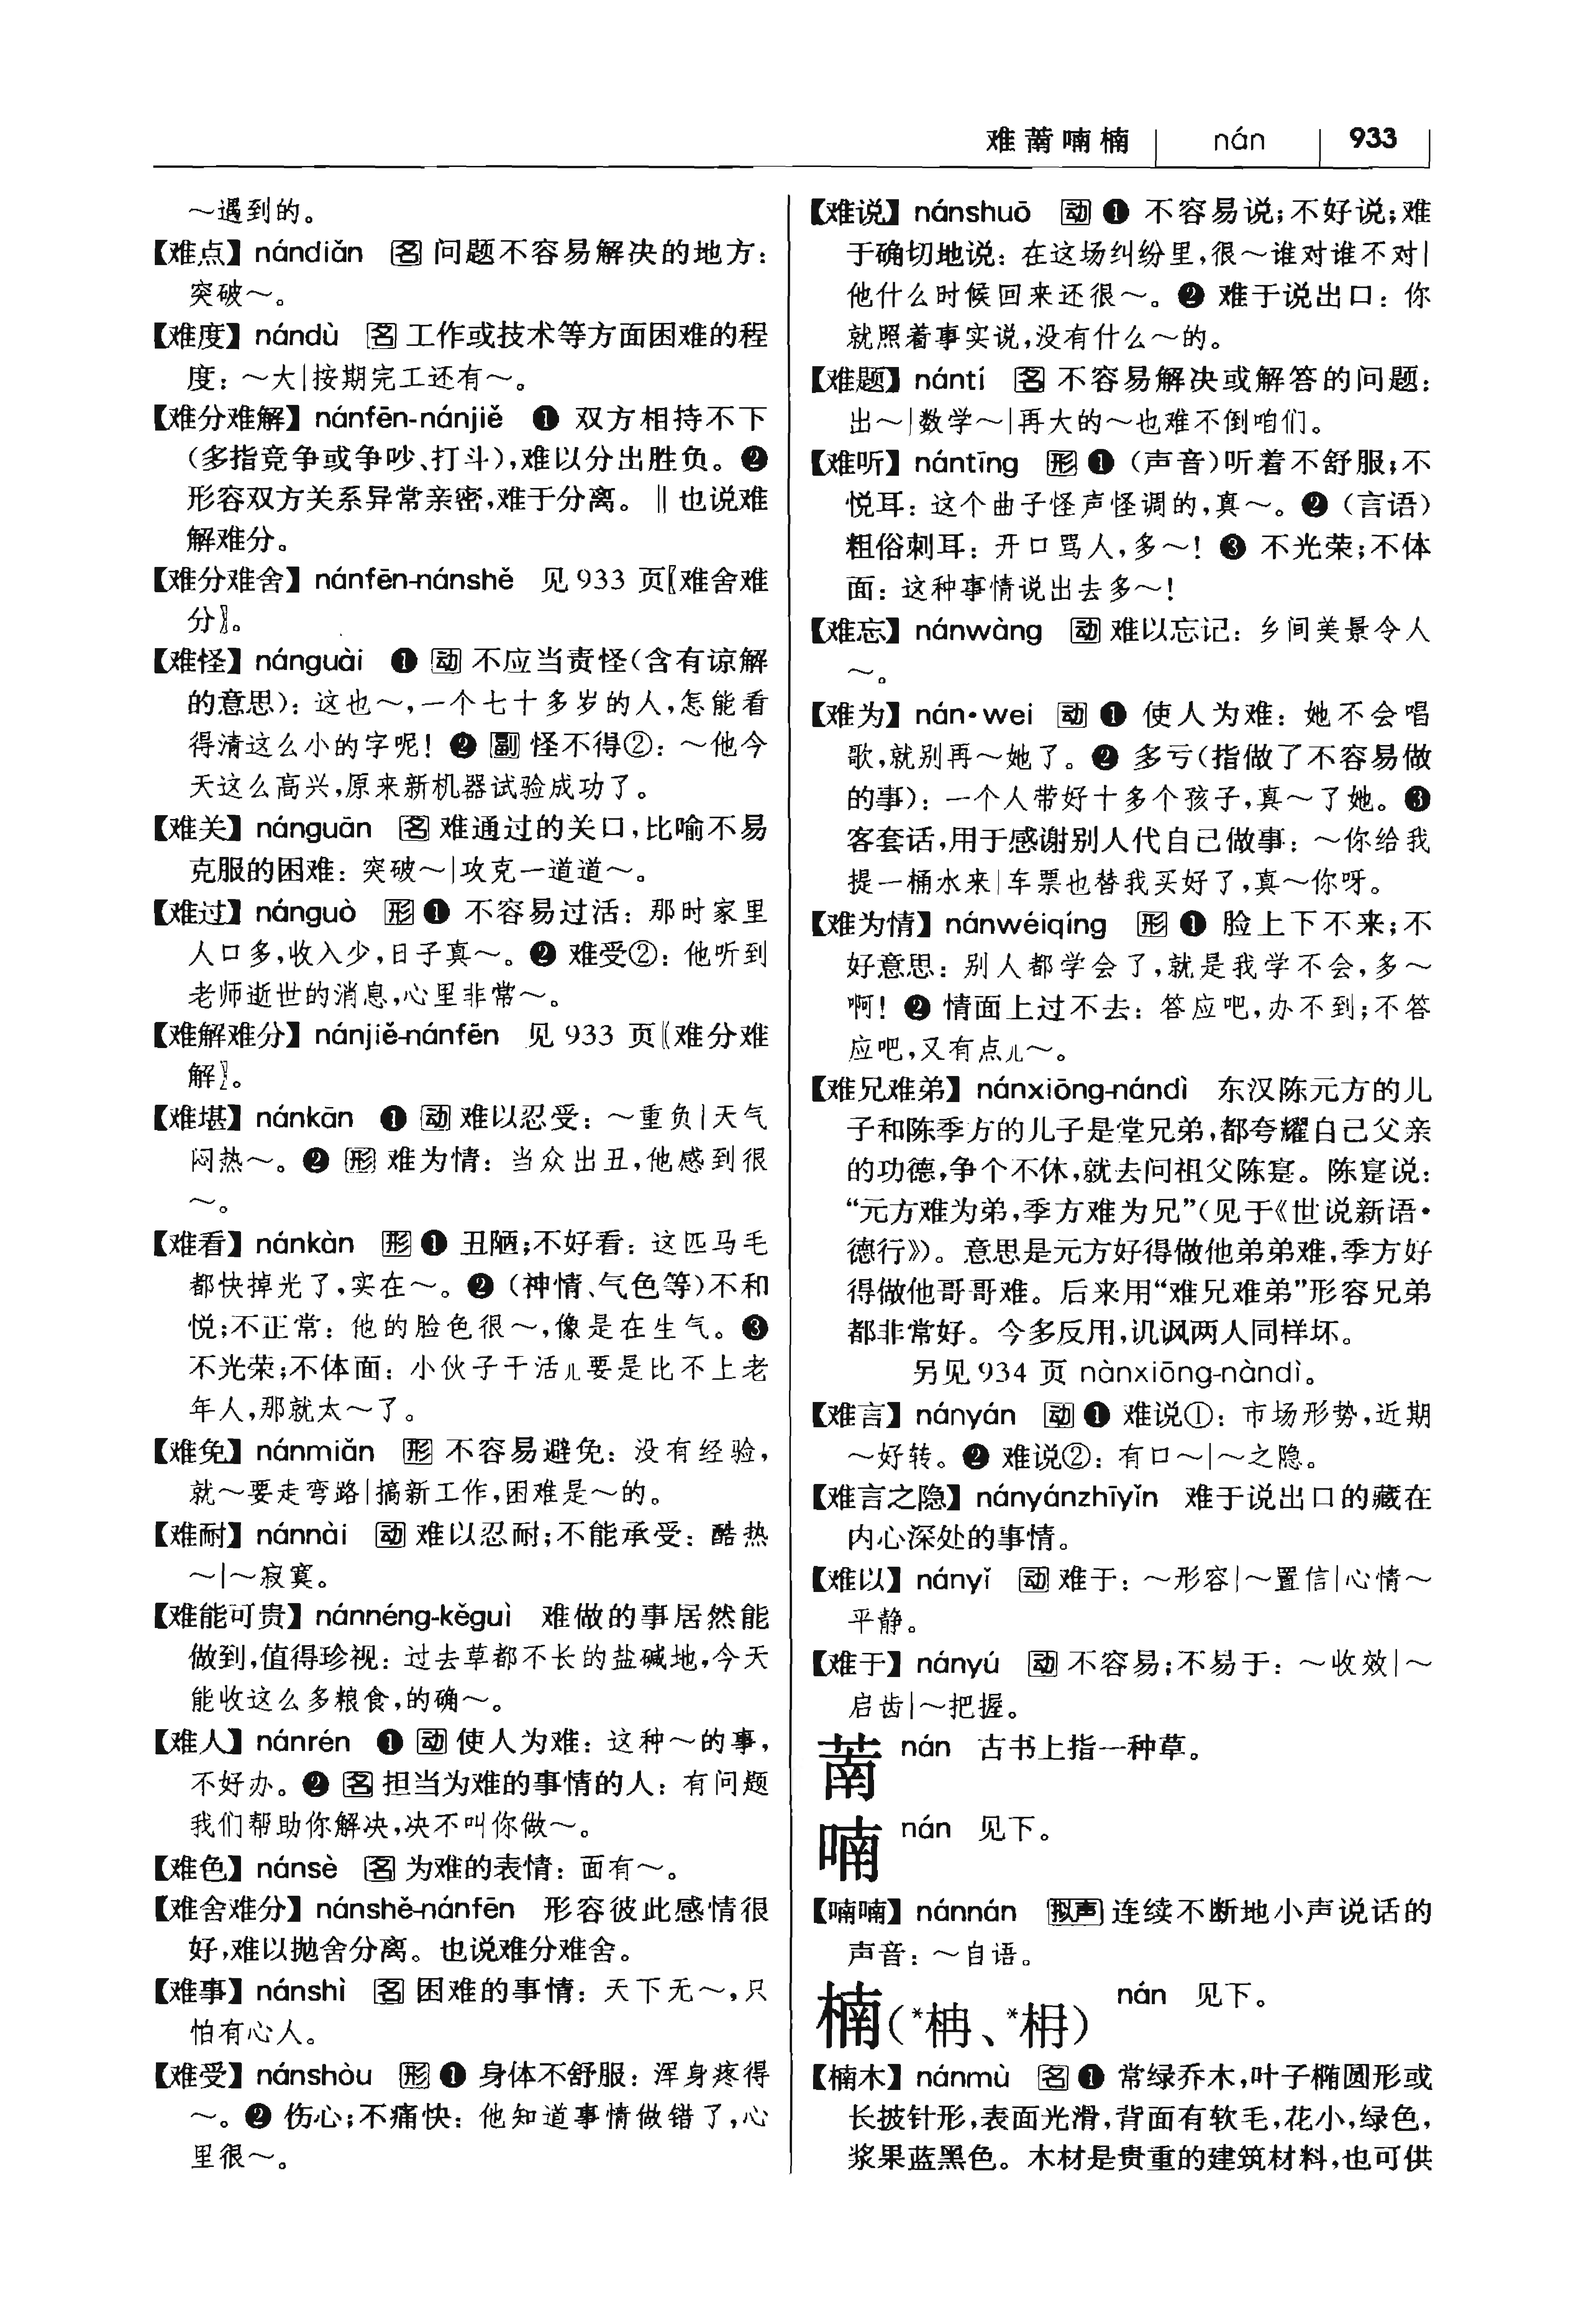 难萳喃楠 nán 933
～遇到的。
【难点】nándiǎn 名 问题不容易解决的地方：
突破～。
【难度】nándù 名 工作或技术等方面困难的程
度：～大|按期完工还有～。
【难分难解】nánfēn-nánjiě ❶ 双方相持不下
（多指竞争或争吵、打斗），难以分出胜负。❷
形容双方关系异常亲密，难于分离。‖也说难
解难分。
【难分难舍】nánfēn-nánshě 见933 页〖难舍难
分〗。
【难怪】nánguài ❶ 动 不应当责怪（含有谅解
的意思）：这也～，一个七十多岁的人，怎能看
得清这么小的字呢！❷ 副 怪不得②：～他今
天这么高兴，原来新机器试验成功了。
【难关】nánguān 名 难通过的关口，比喻不易
克服的困难：突破～|攻克一道道～。
【难过】nánguò 形 ❶ 不容易过活：那时家里
人口多，收入少，日子真～。❷ 难受②：他听到
老师逝世的消息，心里非常～。
【难解难分】nánjiě-nánfēn 见 933 页〖难分难
解〗。
【难堪】nánkān ❶ 动 难以忍受：～重负|天气
闷热～。❷ 形 难为情：当众出丑，他感到很
～。
【难看】nánkàn 形 ❶ 丑陋；不好看：这匹马毛
都快掉光了，实在～。❷（神情、气色等）不和
悦；不正常：他的脸色很～，像是在生气。❸
不光荣；不体面：小伙子干活儿要是比不上老
年人，那就太～了。
【难免】nánmiǎn 形 不容易避免：没有经验，
就～要走弯路|搞新工作，困难是～的。
【难耐】nánnài 动 难以忍耐；不能承受：酷热
～|～寂寞。
【难能可贵】nánnéng-kěguì 难做的事居然能
做到，值得珍视：过去草都不长的盐碱地，今天
能收这么多粮食，的确～。
【难人】nánrén ❶ 动 使人为难：这种～的事，
不好办。❷ 名 担当为难的事情的人：有问题
我们帮助你解决，决不叫你做～。
【难色】nánsè 名 为难的表情：面有～。
【难舍难分】nánshě-nánfēn 形容彼此感情很
好，难以抛舍分离。也说难分难舍。
【难事】nánshì 名 困难的事情：天下无～，只
怕有心人。
【难受】nánshòu 形 ❶ 身体不舒服：浑身疼得
～。❷ 伤心；不痛快：他知道事情做错了，心
里很～。
【难说】nánshuō 动 ❶ 不容易说；不好说；难
于确切地说：在这场纠纷里，很～谁对谁不对|
他什么时候回来还很～。❷ 难于说出口：你
就照着事实说，没有什么～的。
【难题】nántí 名 不容易解决或解答的问题：
出～|数学～|再大的～也难不倒咱们。
【难听】nántīng 形 ❶（声音）听着不舒服；不
悦耳：这个曲子怪声怪调的，真～。❷（言语）
粗俗刺耳：开口骂人，多～！❸ 不光荣；不体
面：这种事情说出去多～！
【难忘】nánwàng 动 难以忘记：乡间美景令人
～。
【难为】nán•wei 动 ❶ 使人为难：她不会唱
歌，就别再～她了。❷ 多亏（指做了不容易做
的事）：一个人带好十多个孩子，真～了她。❸
客套话，用于感谢别人代自己做事：～你给我
提一桶水来|车票也替我买好了，真～你呀。
【难为情】nánwéiqíng 形 ❶ 脸上下不来；不
好意思：别人都学会了，就是我学不会，多～
啊！❷ 情面上过不去：答应吧，办不到；不答
应吧，又有点儿～。
【难兄难弟】nánxiōng-nándì 东汉陈元方的儿
子和陈季方的儿子是堂兄弟，都夸耀自己父亲
的功德，争个不休，就去问祖父陈寔。陈寔说：
“元方难为弟，季方难为兄”（见于《世说新语•
德行》）。意思是元方好得做他弟弟难，季方好
得做他哥哥难。后来用“难兄难弟”形容兄弟
都非常好。今多反用，讥讽两人同样坏。
另见934 页 nànxiōng-nàndì。
【难言】nányán 动 ❶ 难说①：市场形势，近期
～好转。❷ 难说②：有口～|～之隐。
【难言之隐】nányánzhīyǐn 难于说出口的藏在
内心深处的事情。
【难以】nányǐ 动 难于：～形容|～置信|心情～
平静。
【难于】nányú 动 不容易；不易于：～收效|～
启齿|～把握。
萳 nán 古书上指一种草。
喃 nán 见下。
【喃喃】nánnán 拟声 连续不断地小声说话的
声音：～自语。
楠（*柟、*枏） nán 见下。
【楠木】nánmù 名 ❶ 常绿乔木，叶子椭圆形或
长披针形，表面光滑，背面有软毛，花小，绿色，
浆果蓝黑色。木材是贵重的建筑材料，也可供